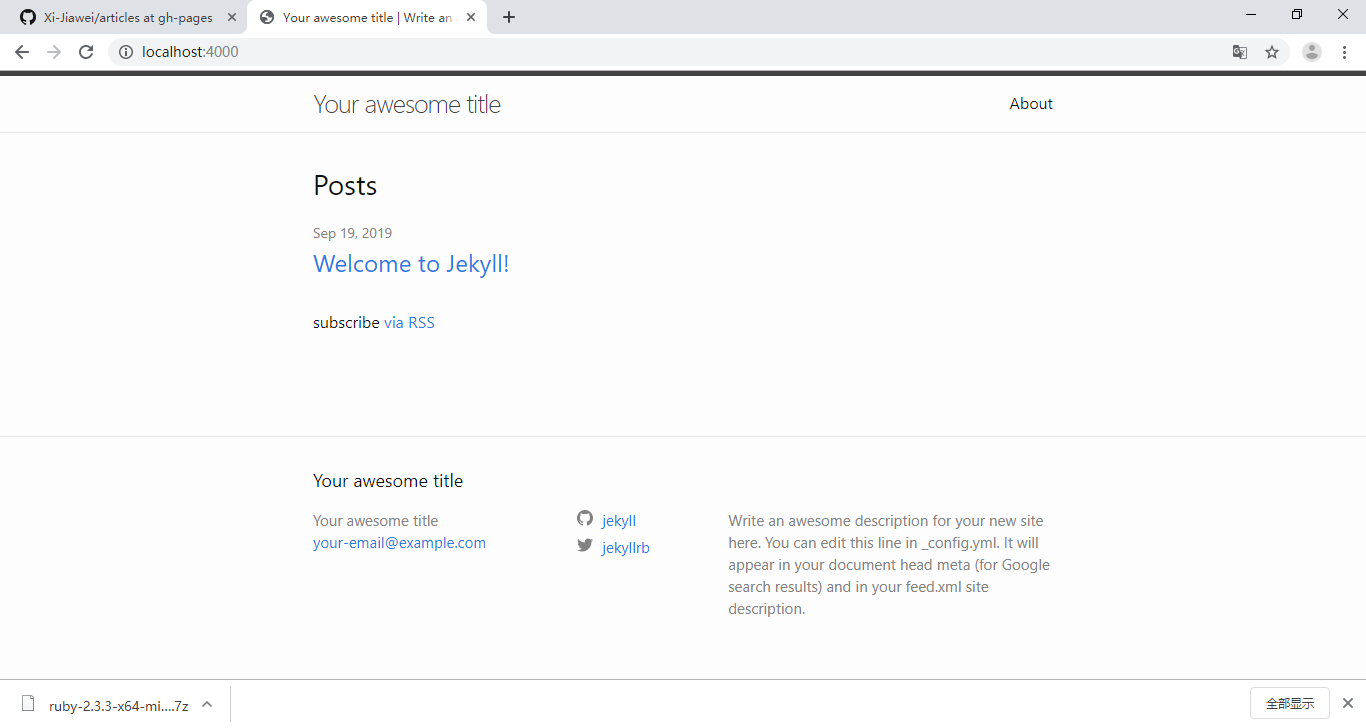 Xi-Jiawei/articles at gh-pages
Your awesome title | Write an
localhost:4000
Your awesome title
About
Posts
Sep 19, 2019
Welcome to Jekyll!
subscribe via RSS
Your awesome title
Your awesome title
your-email@example.com
jekyll
jekyllrb
Write an awesome description for your new site
here. You can edit this line in _config.yml. It will
appear in your document head meta (for Google
search results) and in your feed.xml site
description.
ruby-2.3.3-x64-mi....7z
全部显示